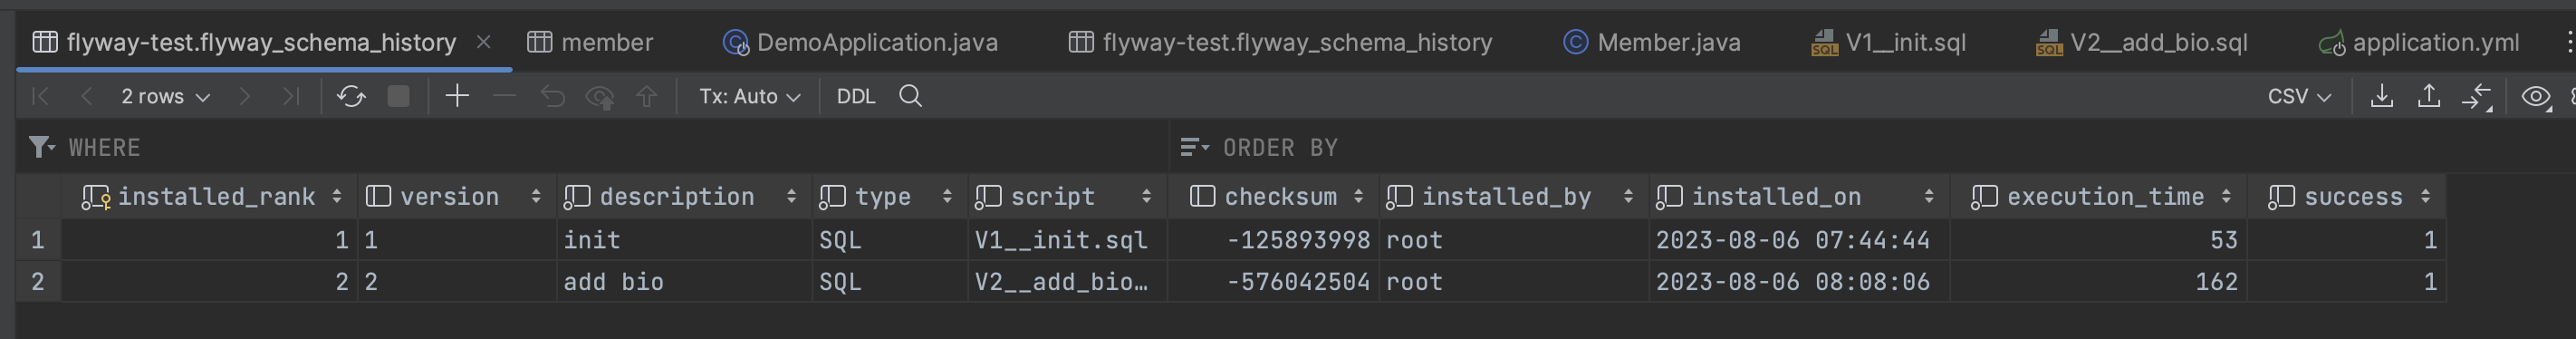 flyway-test.flyway_schema_history member DemoApplication.java flyway-test.flyway_schema_history Member.java V1__init.sql V2__add_bio.sql application.yml
2 rows Tx: Auto DDL CSV
WHERE ORDER BY
installed_rank version description type script checksum installed_by installed_on execution_time success
1 1 1 init SQL V1__init.sql -125893998 root 2023-08-06 07:44:44 53 1
2 2 2 add bio SQL V2__add_bio… -576042504 root 2023-08-06 08:08:06 162 1